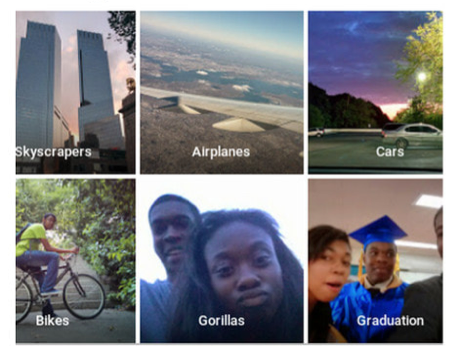 Skyscrapers
Airplanes
Cars
Bikes
Gorillas
Graduation